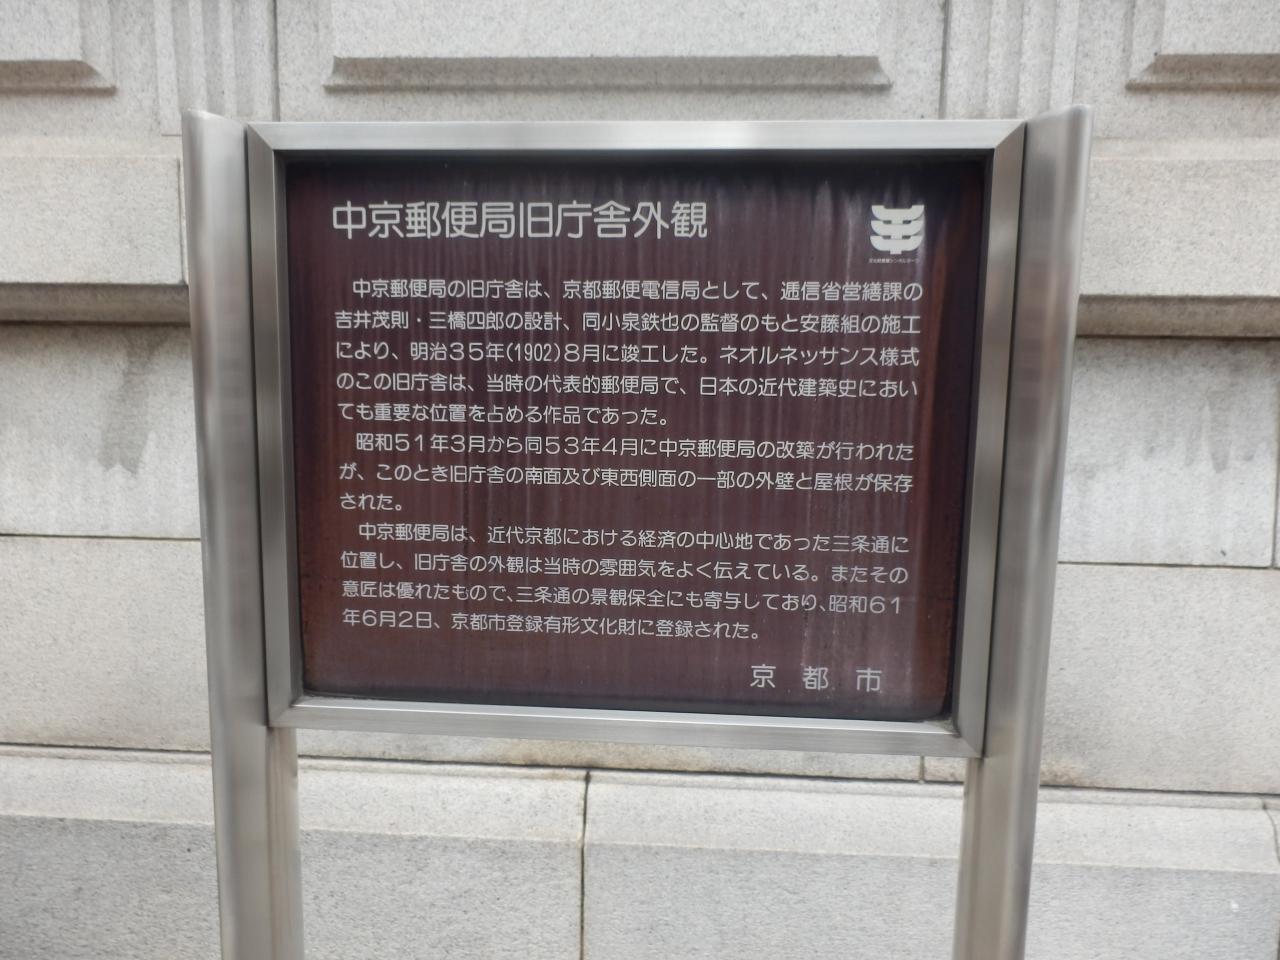 中京郵便局旧庁舎外観
中京郵便局の旧庁舎は、京都郵便電信局として、逓信省営繕課の
吉井茂則・三橋四郎の設計、同小泉鉄也の監督のもと安藤組の施工
により、明治35年(1902)8月に竣工した。ネオルネッサンス様式
のこの旧庁舎は、当時の代表的郵便局で、日本の近代建築史におい
ても重要な位置を占める作品であった。
昭和51年3月から同53年4月に中京郵便局の改築が行われた
が、このとき旧庁舎の南面及び東西側面の一部の外壁と屋根が保存
された。
中京郵便局は、近代京都における経済の中心地であった三条通に
位置し、旧庁舎の外観は当時の雰囲気をよく伝えている。またその
意匠は優れたもので、三条通の景観保全にも寄与しており、昭和61
年6月2日、京都市登録有形文化財に登録された。
京都市